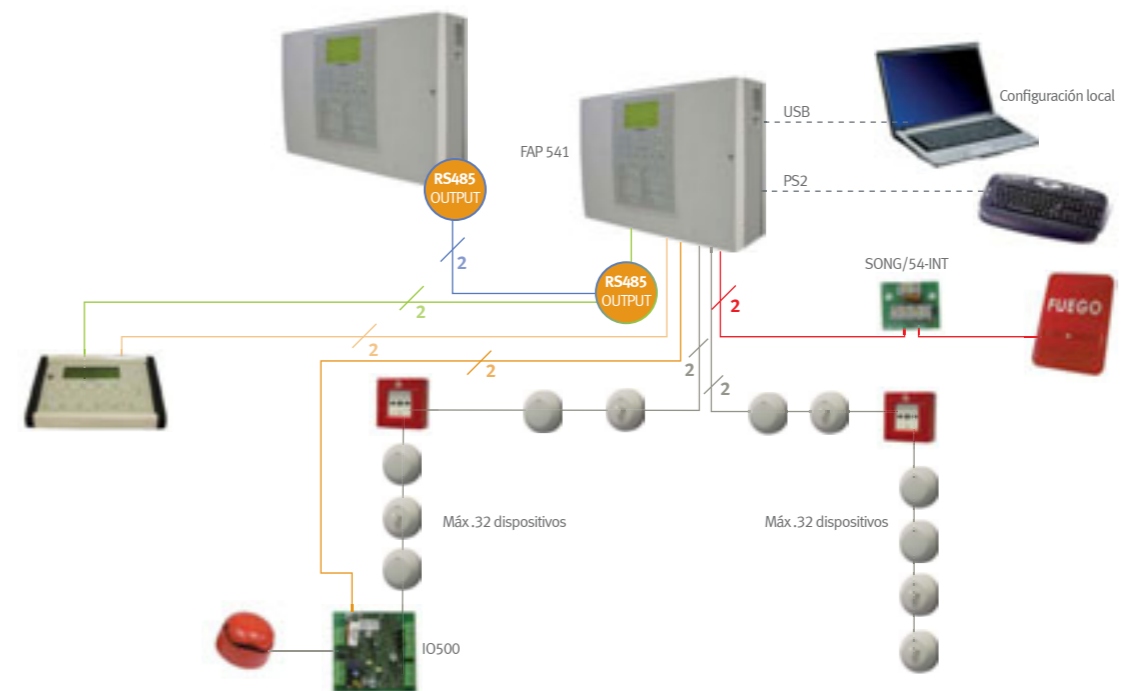 USB
Configuración local
FAP 541
RS485
OUTPUT
PS2
2
SONG/54-INT
RS485
OUTPUT
FUEGO
2
2
2
2
2
2
Máx.32 dispositivos
Máx.32 dispositivos
IO500